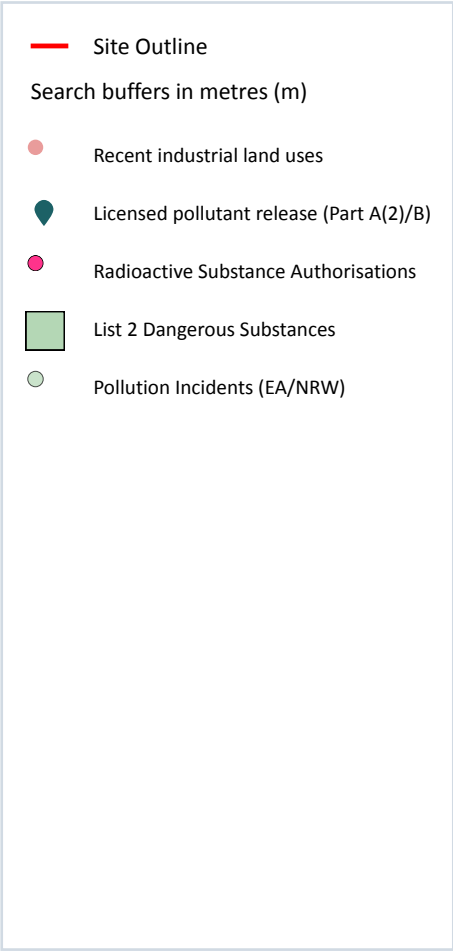 Site Outline
Search buffers in metres (m)
Recent industrial land uses
Licensed pollutant release (Part A(2)/B)
Radioactive Substance Authorisations
List 2 Dangerous Substances
Pollution Incidents (EA/NRW)